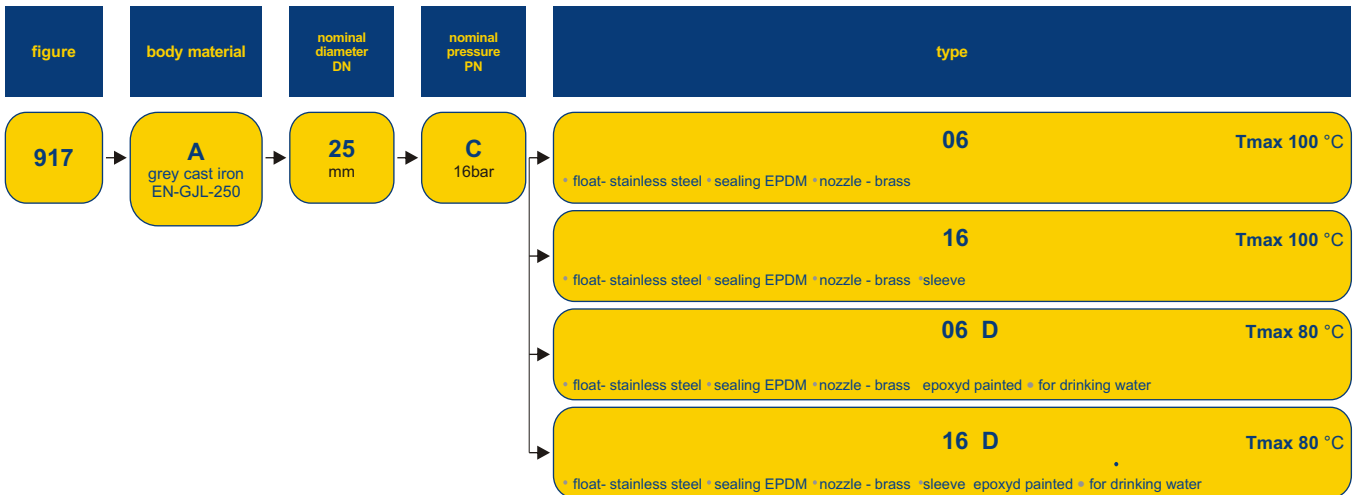 figure
body material
nominal
diameter
DN
nominal
pressure
PN
type
917
A
grey cast iron
EN-GJL-250
25
mm
C
16bar
06 Tmax 100 °C
• float- stainless steel • sealing EPDM • nozzle - brass
16 Tmax 100 °C
• float- stainless steel • sealing EPDM • nozzle - brass •sleeve
06 D Tmax 80 °C
• float- stainless steel • sealing EPDM • nozzle - brass epoxyd painted • for drinking water
16 D Tmax 80 °C
• float- stainless steel • sealing EPDM • nozzle - brass •sleeve epoxyd painted • for drinking water